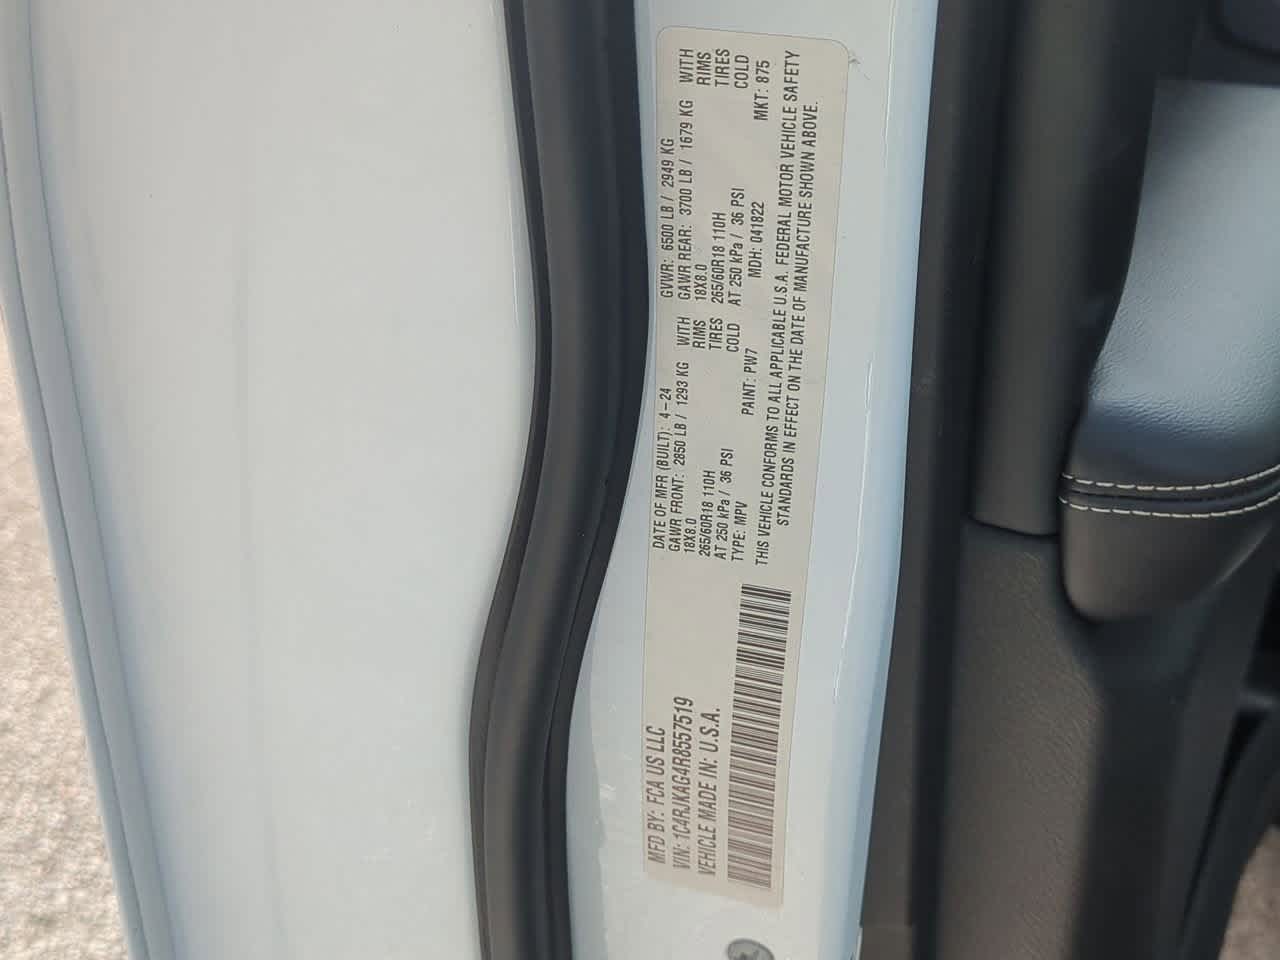 MFD BY: FCA US LLC
VIN: 1C4RJKAG4R8557519
VEHICLE MADE IN: U.S.A.
DATE OF MFR (BUILT): 4-24 GVWR: 6500 LB / 2949 KG
GAWR FRONT: 2850 LB / 1293 KG WITH GAWR REAR: 3700 LB / 1679 KG WITH
18X8.0 RIMS 18X8.0 RIMS
265/60R18 110H TIRES 265/60R18 110H TIRES
AT 250 kPa / 36 PSI COLD AT 250 kPa / 36 PSI COLD
TYPE: MPV PAINT: PW7 MDH: 041822 MKT: 875
THIS VEHICLE CONFORMS TO ALL APPLICABLE U.S.A. FEDERAL MOTOR VEHICLE SAFETY
STANDARDS IN EFFECT ON THE DATE OF MANUFACTURE SHOWN ABOVE.